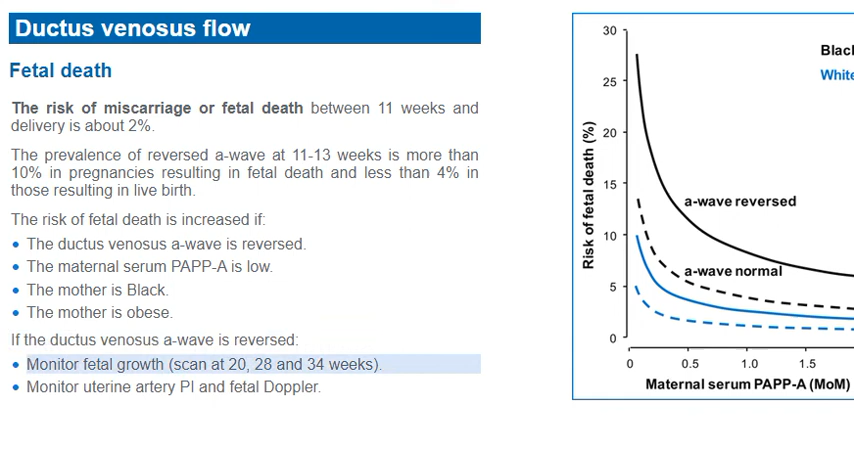 Ductus venosus flow
Fetal death
The risk of miscarriage or fetal death between 11 weeks and
delivery is about 2%.
The prevalence of reversed a-wave at 11-13 weeks is more than
10% in pregnancies resulting in fetal death and less than 4% in
those resulting in live birth.
The risk of fetal death is increased if:
• The ductus venosus a-wave is reversed.
• The maternal serum PAPP-A is low.
• The mother is Black.
• The mother is obese.
If the ductus venosus a-wave is reversed:
• Monitor fetal growth (scan at 20, 28 and 34 weeks).
• Monitor uterine artery PI and fetal Doppler.
Risk of fetal death (%)
30
25
20
15
10
5
0
Black
White
a-wave reversed
a-wave normal
0 0.5 1.0 1.5
Maternal serum PAPP-A (MoM)